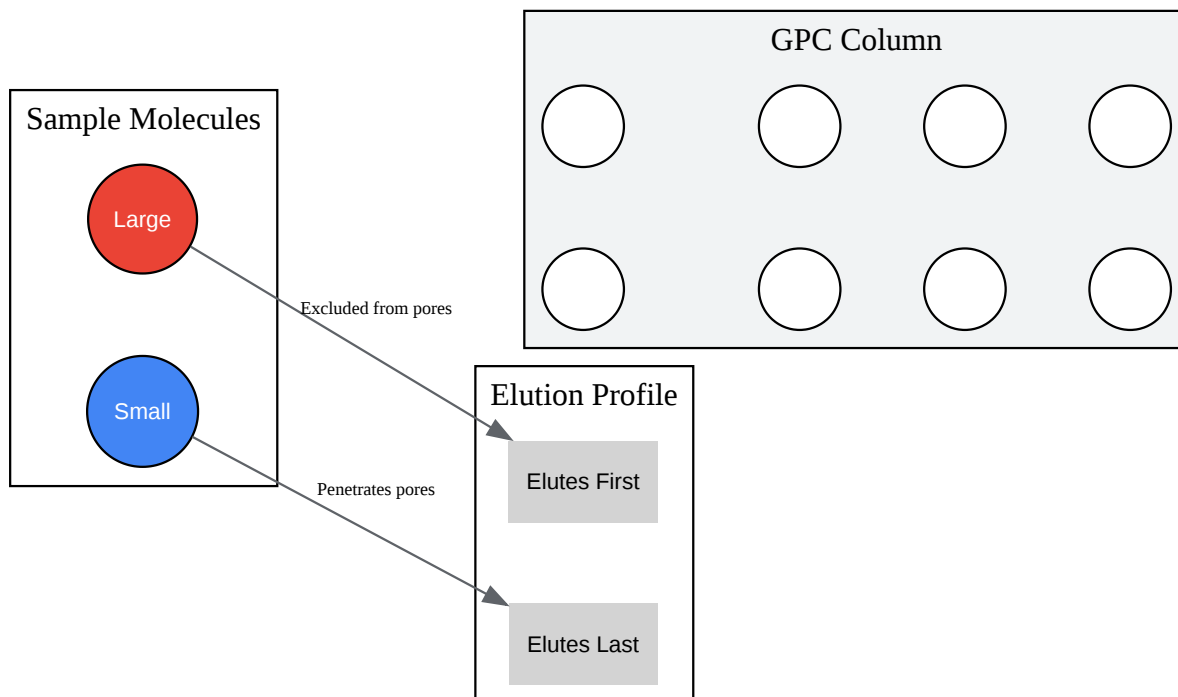 GPC Column
Sample Molecules
Large
Excluded from pores
Small
Penetrates pores
Elution Profile
Elutes First
Elutes Last